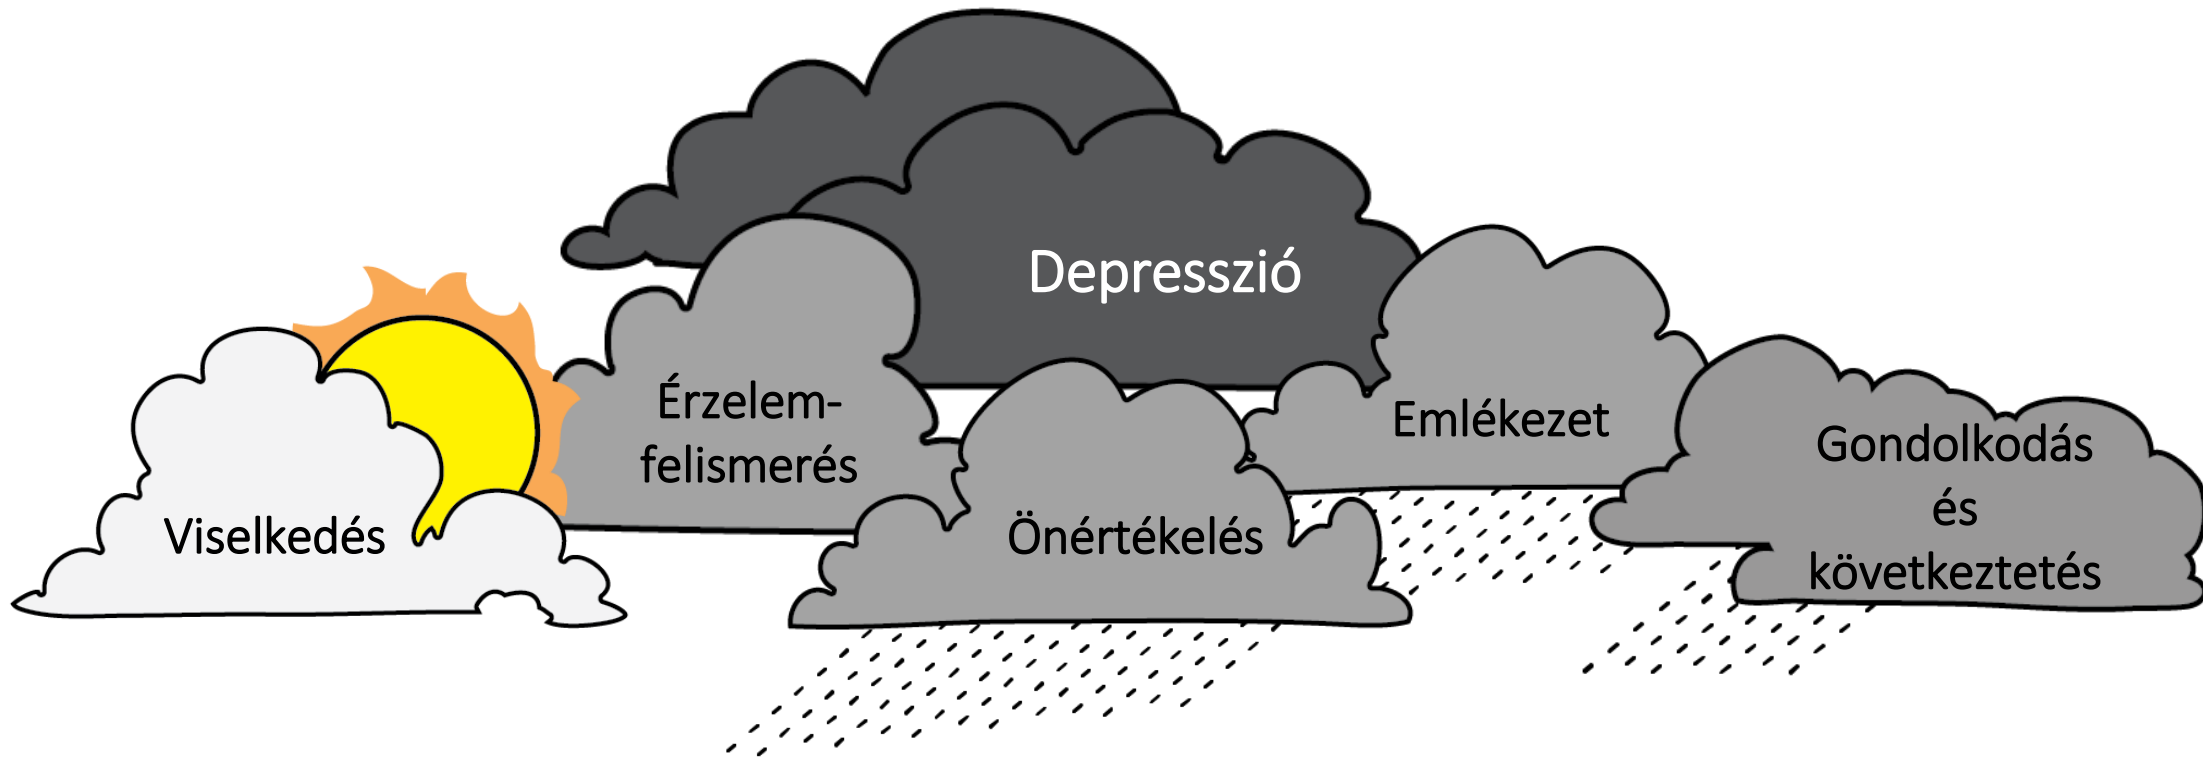 Depresszió
Érzelem-
felismerés
Emlékezet
Gondolkodás
és
következtetés
Viselkedés
Önértékelés